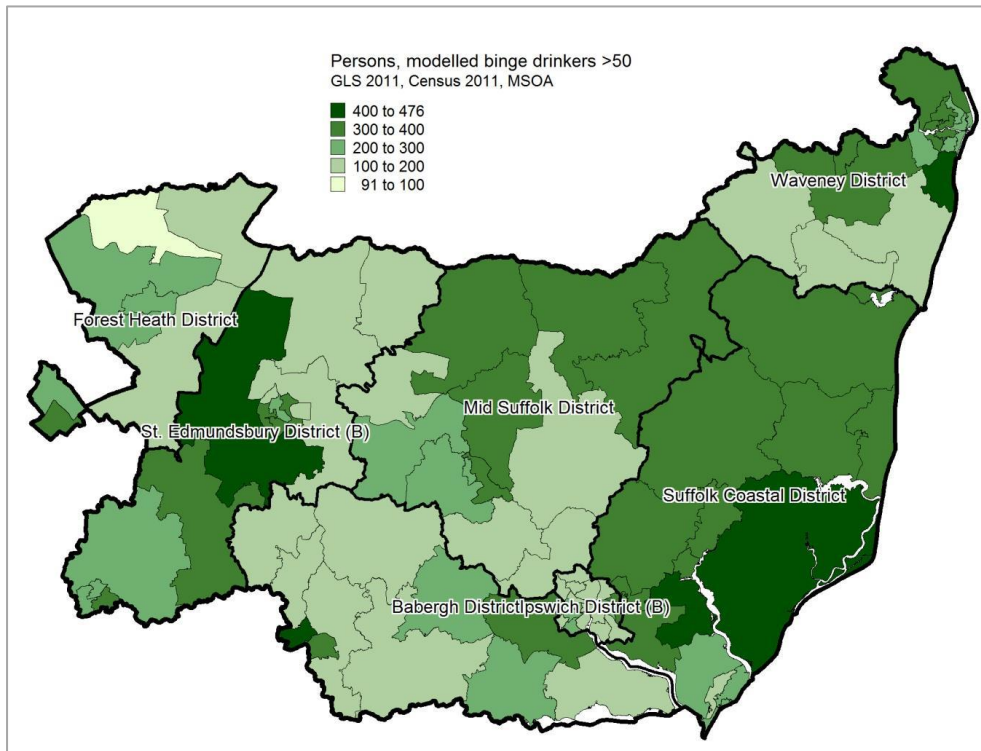 Persons, modelled binge drinkers >50
GLS 2011, Census 2011, MSOA
400 to 476
300 to 400
200 to 300
100 to 200
91 to 100
Waveney District
Forest Heath District
Mid Suffolk District
St. Edmundsbury District (B)
Suffolk Coastal District
Babergh District
Ipswich District (B)